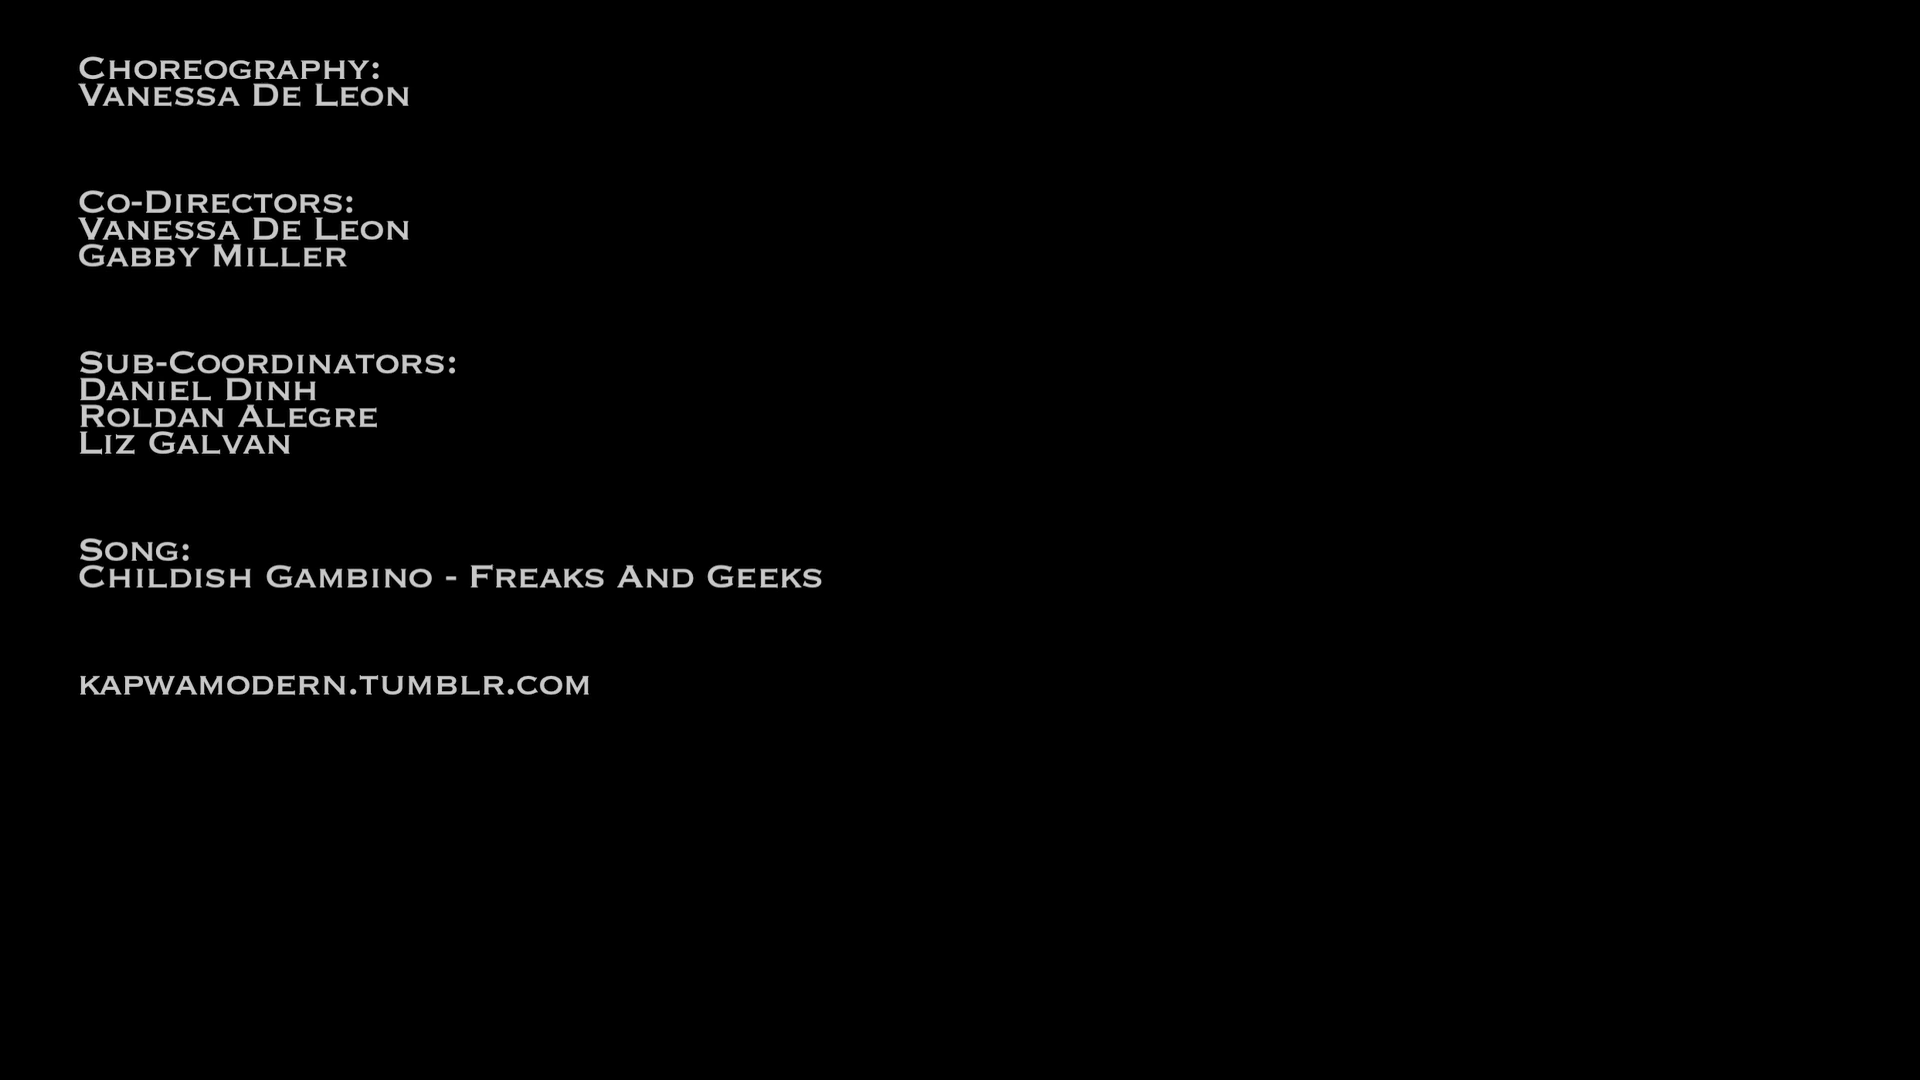 Choreography:
Vanessa De Leon
Co-Directors:
Vanessa De Leon
Gabby Miller
Sub-Coordinators:
Daniel Dinh
Roldan Alegre
Liz Galvan
Song:
Childish Gambino - Freaks And Geeks
kapwamodern.tumblr.com